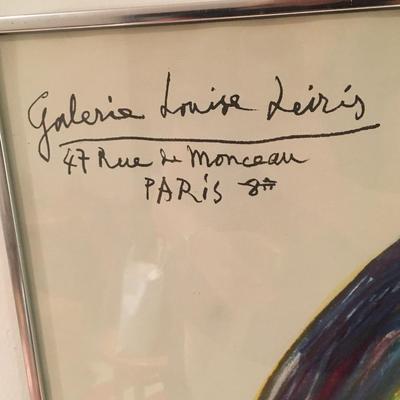 Galerie Louise Leiris
47 Rue de Monceau
PARIS 8e